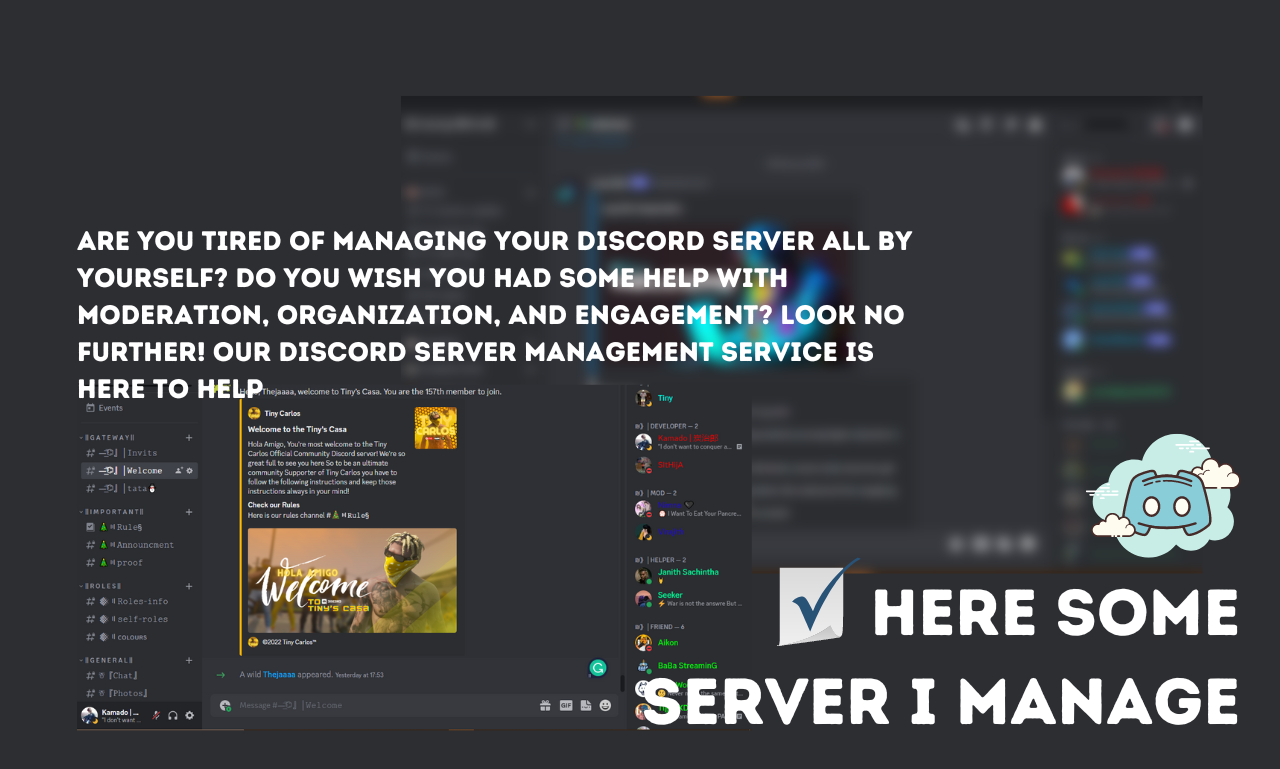 ARE YOU TIRED OF MANAGING YOUR DISCORD SERVER ALL BY
YOURSELF? DO YOU WISH YOU HAD SOME HELP WITH
MODERATION, ORGANIZATION, AND ENGAGEMENT? LOOK NO
FURTHER! OUR DISCORD SERVER MANAGEMENT SERVICE IS
HERE TO HELP
Thejaaaa, welcome to Tiny's Casa. You are the 157th member to join.
Events
GATEWAY
Invits
Welcome
tata
IMPORTANT
Rule§
Announcment
proof
ROLES
Roles-info
self-roles
COLOURS
GENERAL
『Chat』
『Photos』
Kamado |...
"I don't want ...
Tiny Carlos
Welcome to the Tiny's Casa
Hola Amigo, You're most welcome to the Tiny
Carlos Official Community Discord server! We're so
great full to see you here So to be an ultimate
community Supporter of Tiny Carlos you have to
follow the following instructions and keep those
instructions always in your mind!
Check our Rules
Here is our rules channel # Rule§
CARLOS
HOLA AMIGO
Welcome
TO
TINY'S CASA
©2022 Tiny Carlos™
A wild Thejaaaa appeared. Yesterday at 17:53
Message #
Welcome
GIF
Tiny
DEVELOPER — 2
Kamado |
"I don't want to conquer a...
SITHIJA
MOD — 2
I Want To Eat Your Pancre...
HELPER — 2
Janith Sachintha
Seeker
War is not the answre But ...
FRIEND — 6
Aikon
BaBa StreaminG
HERE SOME
SERVER I MANAGE